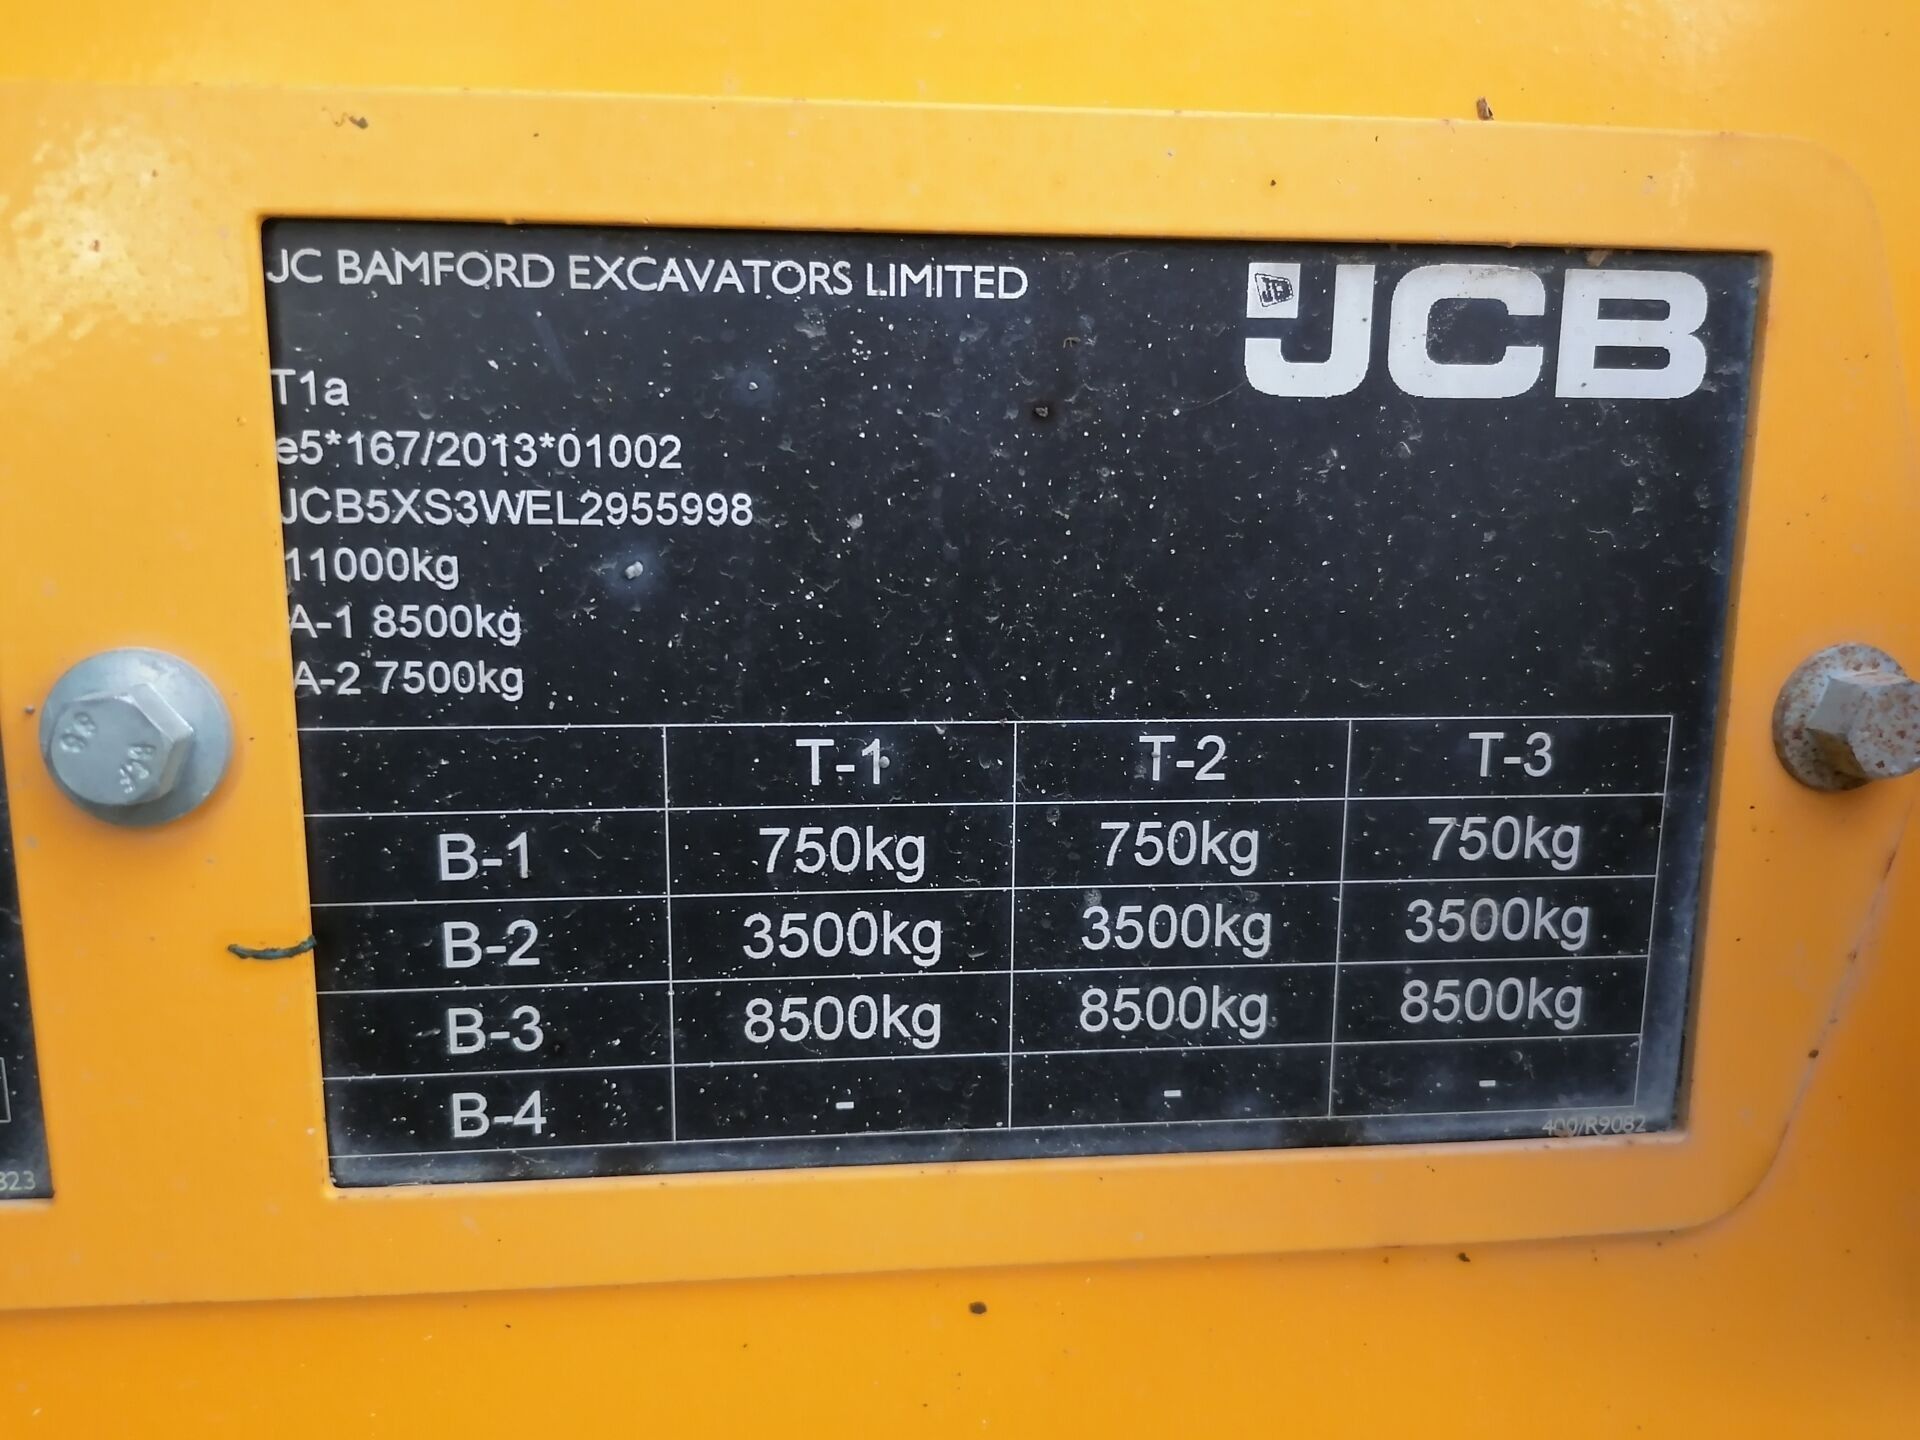 JC BAMFORD EXCAVATORS LIMITED
JCB
JCB
T1a
e5*167/2013*01002
JCB5XS3WEL2955998
11000kg
A-1 8500kg
A-2 7500kg
T-1 T-2 T-3
B-1 750kg 750kg 750kg
B-2 3500kg 3500kg 3500kg
B-3 8500kg 8500kg 8500kg
B-4 - - -
400/R9082